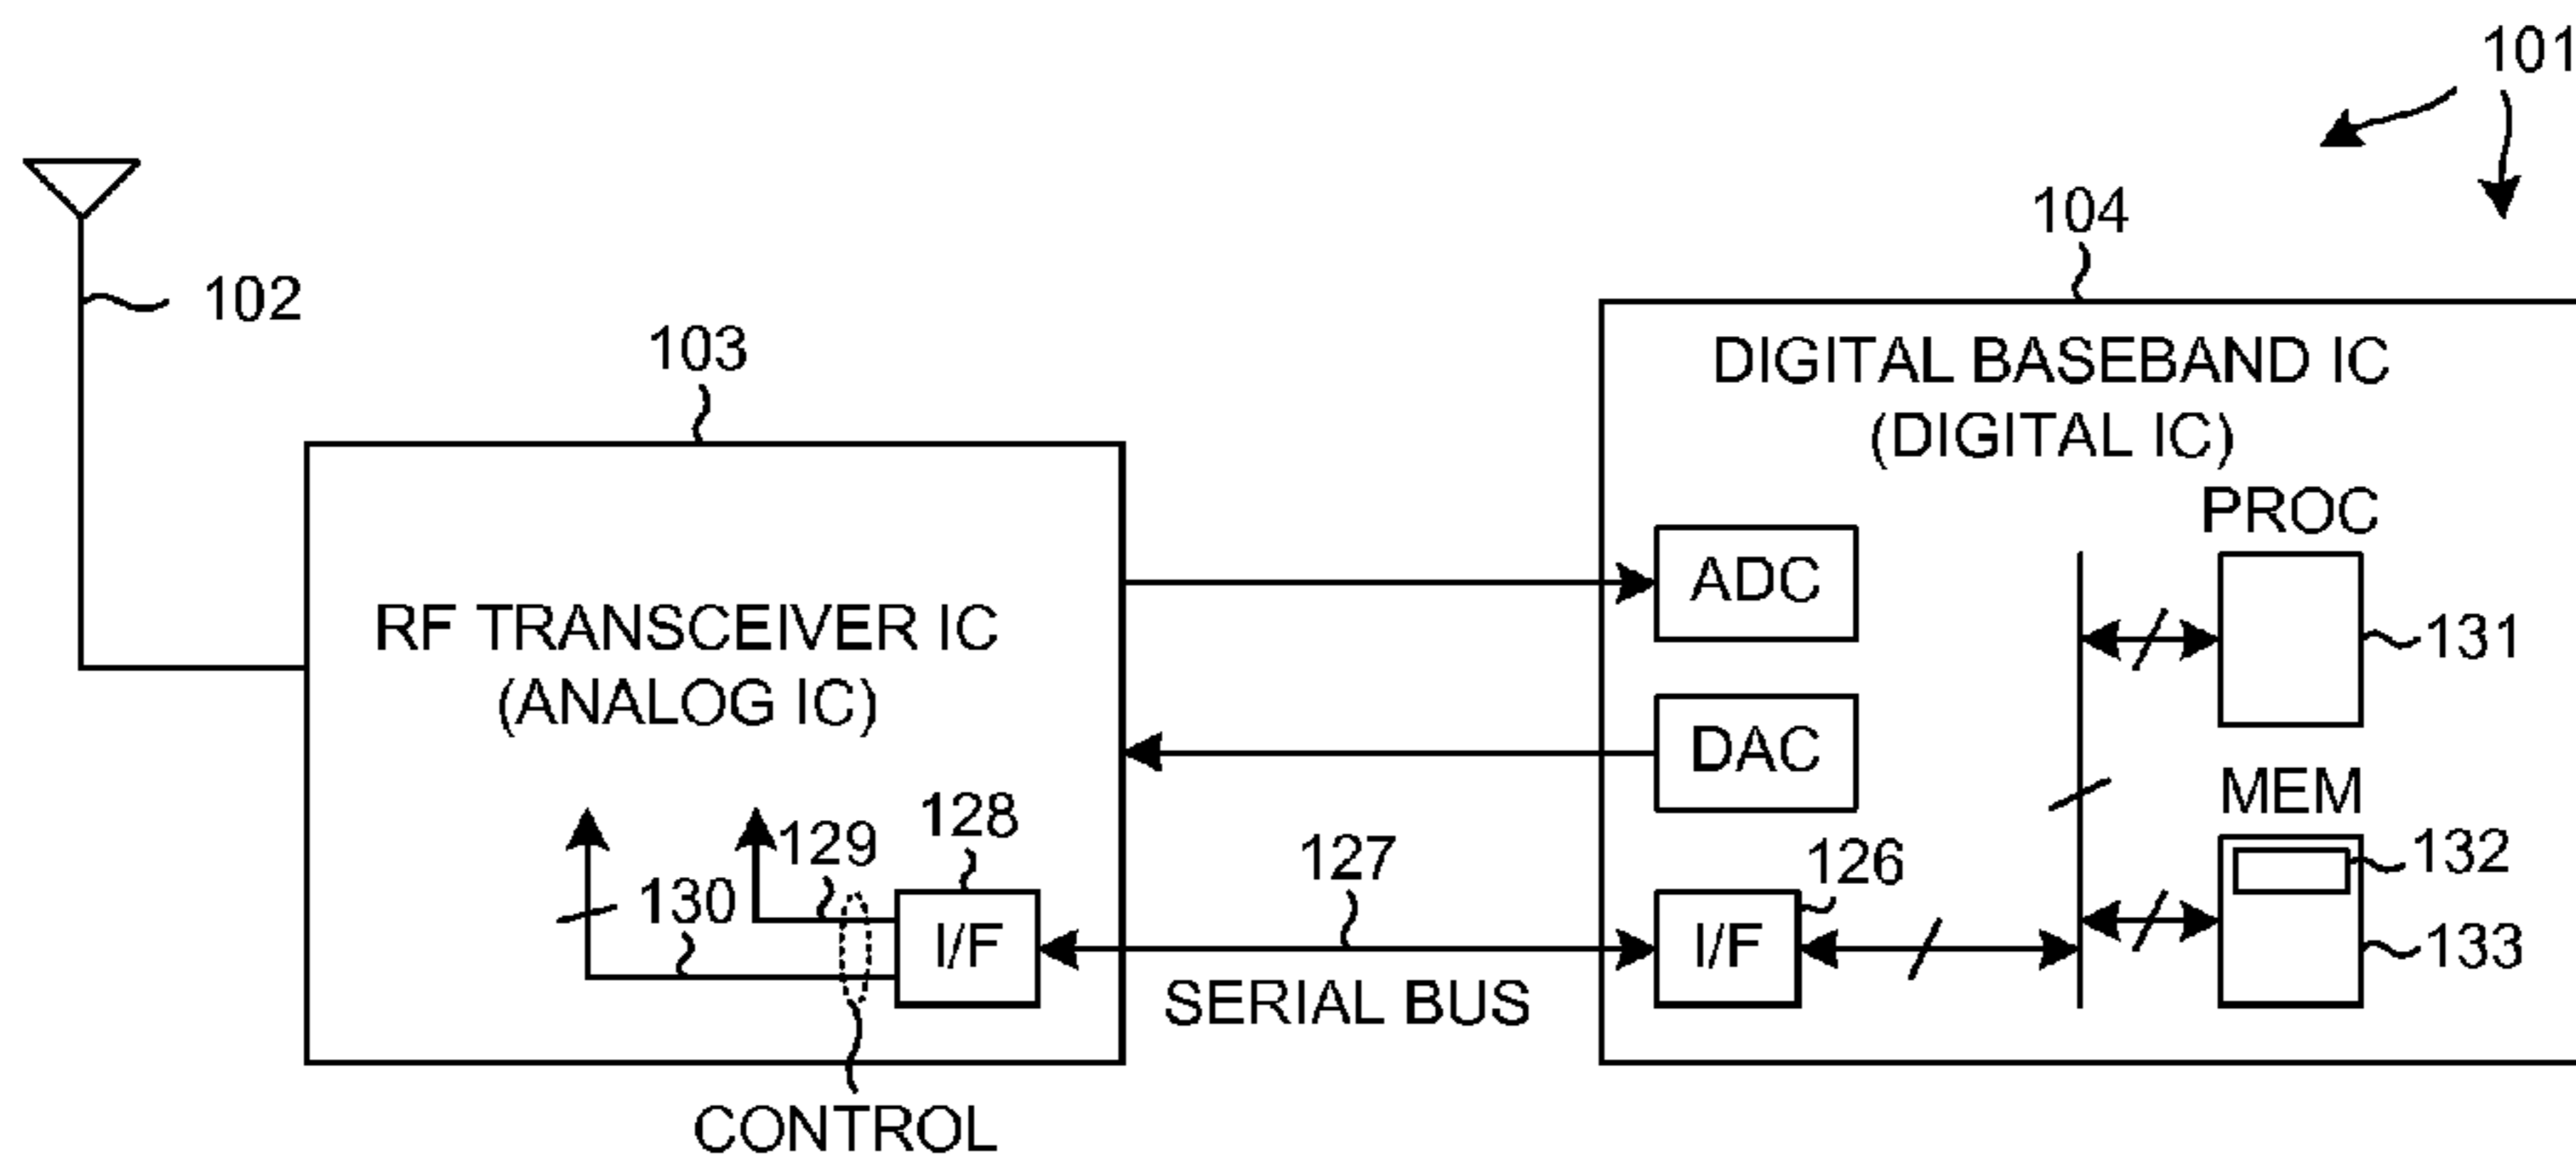 101
104
102
103
DIGITAL BASEBAND IC
(DIGITAL IC)
PROC
ADC
RF TRANSCEIVER IC
(ANALOG IC)
131
DAC
MEM
128
129
127
126
132
130
I/F
I/F
133
SERIAL BUS
CONTROL